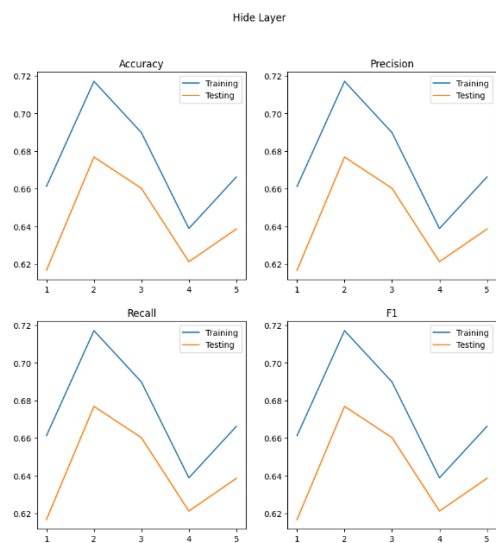 Hide Layer
Accuracy
Precision
0.72
0.70
0.68
0.66
0.64
0.62
Training
Testing
1 2 3 4 5
0.72
0.70
0.68
0.66
0.64
0.62
Training
Testing
1 2 3 4 5
Recall
F1
0.72
0.70
0.68
0.66
0.64
0.62
Training
Testing
1 2 3 4 5
0.72
0.70
0.68
0.66
0.64
0.62
Training
Testing
1 2 3 4 5